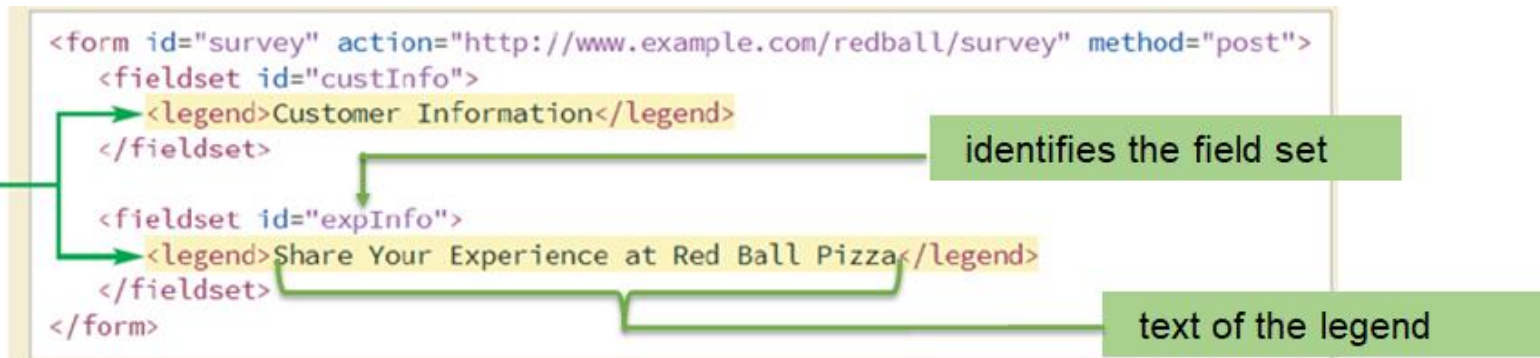 <form id="survey" action="http://www.example.com/redball/survey" method="post">
<fieldset id="custInfo">
<legend>Customer Information</legend>
</fieldset>
identifies the field set
<fieldset id="expInfo">
<legend>Share Your Experience at Red Ball Pizza</legend>
</fieldset>
text of the legend
</form>